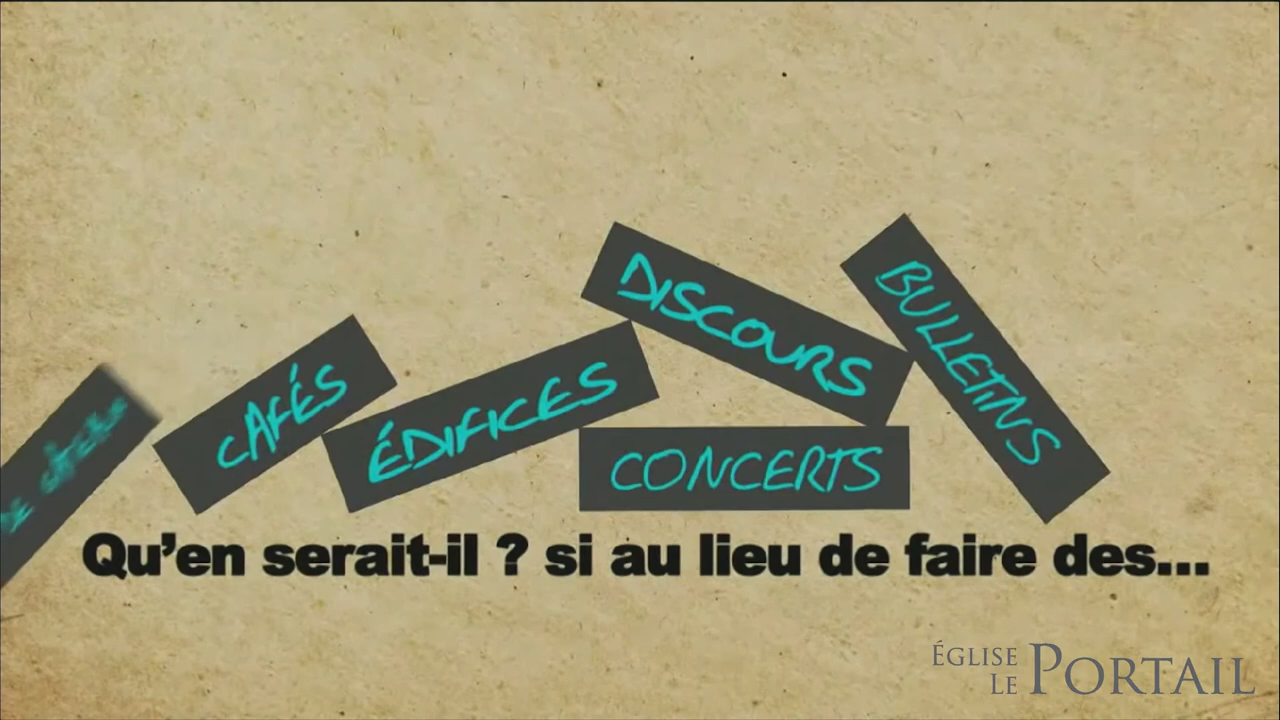 DISCOURS
BULLETINS
CAFÉS
ÉDIFICES
CONCERTS
Qu’en serait-il ? si au lieu de faire des...
ÉGLISE
LE PORTAIL